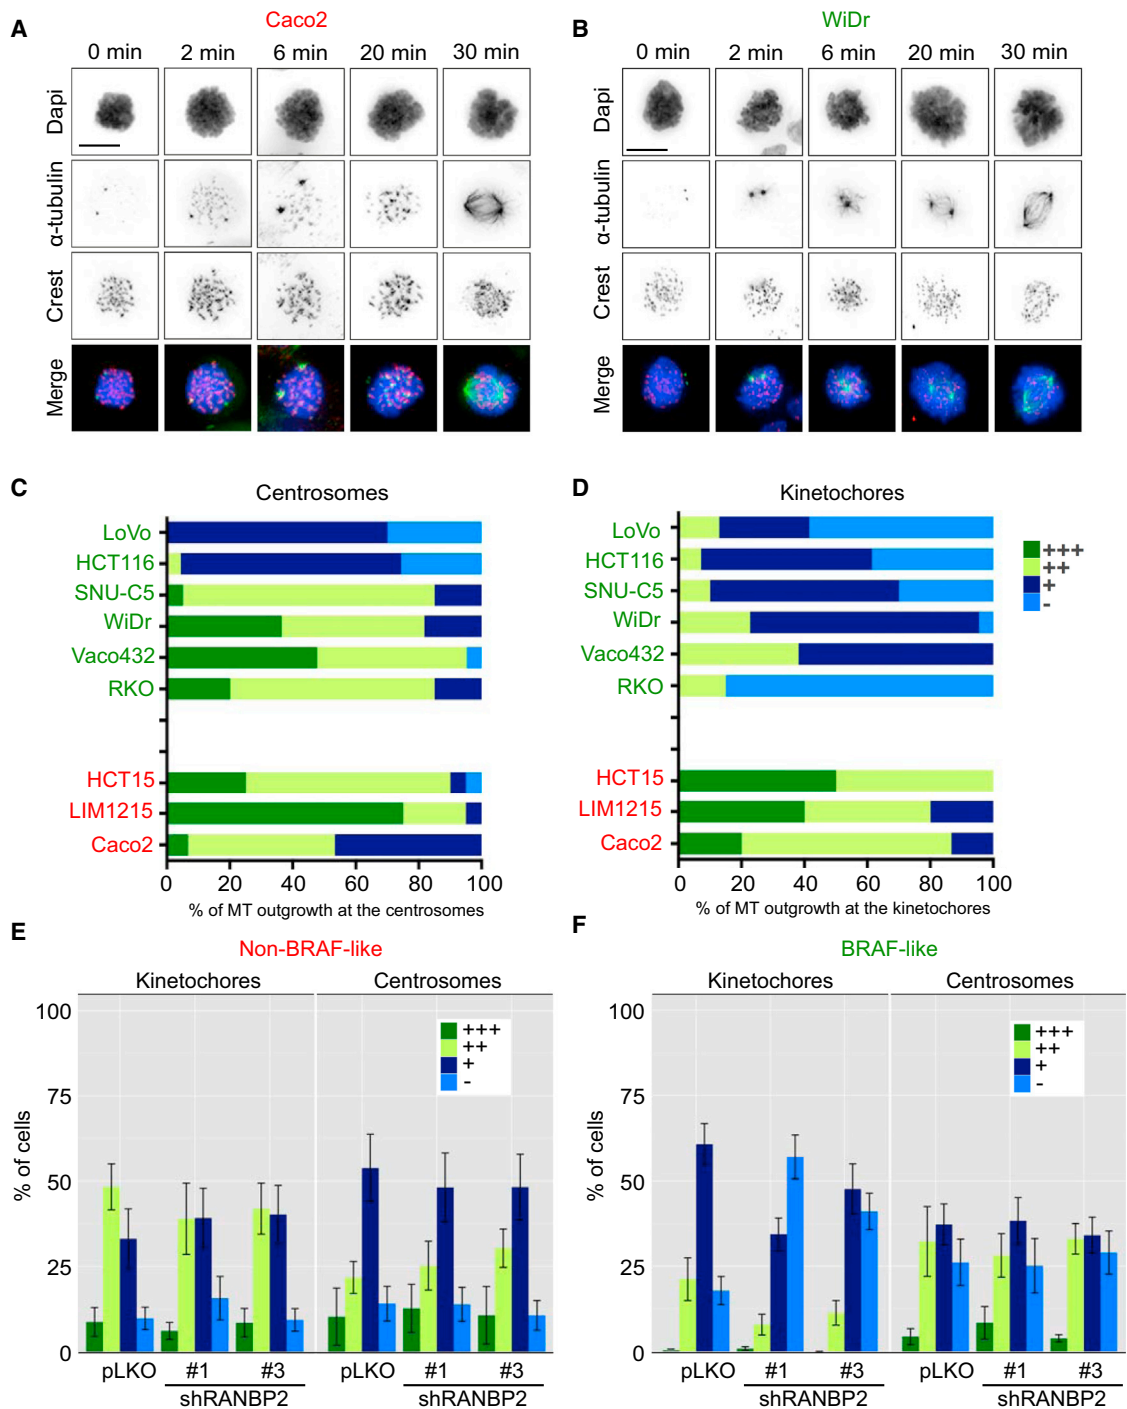 A
Caco2
0 min 2 min 6 min 20 min 30 min
Dapi
α-tubulin
Crest
Merge
B
WiDr
0 min 2 min 6 min 20 min 30 min
Dapi
α-tubulin
Crest
Merge
C
Centrosomes
LoVo
HCT116
SNU-C5
WiDr
Vaco432
RKO
HCT15
LIM1215
Caco2
0 20 40 60 80 100
% of MT outgrowth at the centrosomes
D
Kinetochores
LoVo
HCT116
SNU-C5
WiDr
Vaco432
RKO
HCT15
LIM1215
Caco2
0 20 40 60 80 100
% of MT outgrowth at the kinetochores
+++
++
+
-
E
Non-BRAF-like
Kinetochores Centrosomes
% of cells
100
75
50
25
0
+++
++
+
-
pLKO #1 #3 pLKO #1 #3
shRANBP2 shRANBP2
F
BRAF-like
Kinetochores Centrosomes
% of cells
100
75
50
25
0
+++
++
+
-
pLKO #1 #3 pLKO #1 #3
shRANBP2 shRANBP2